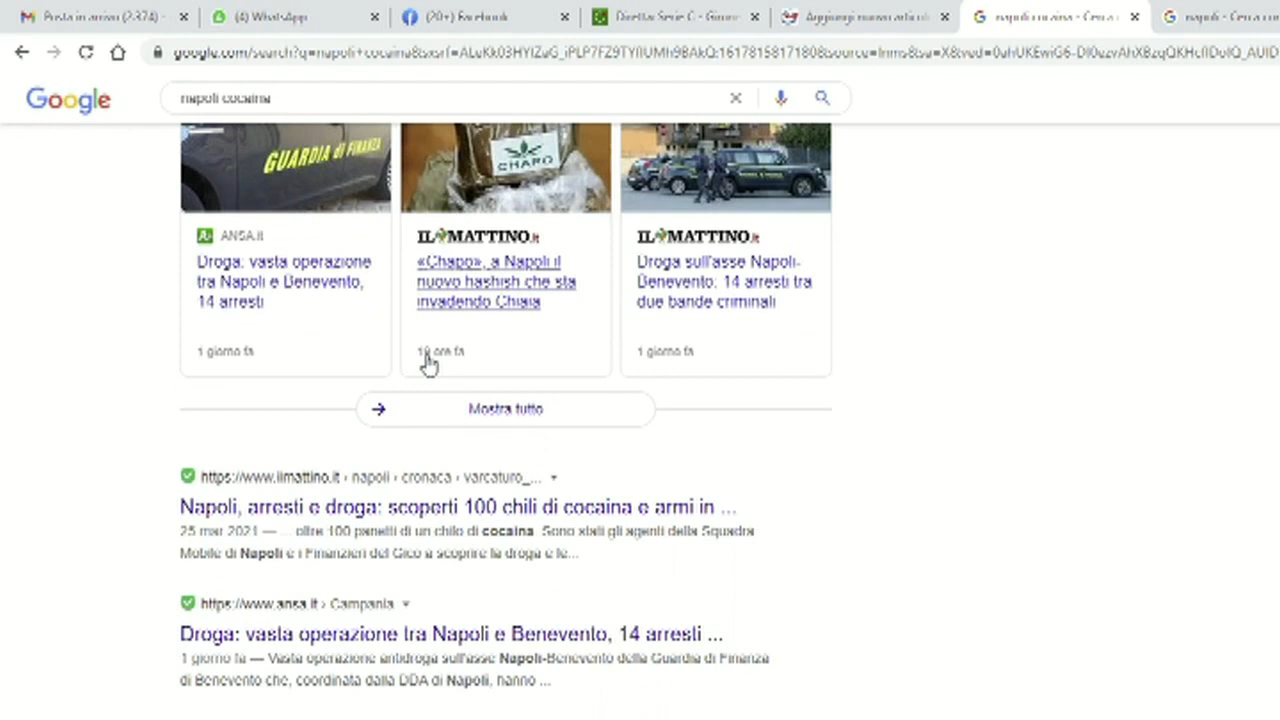 Posta in arrivo (2.374) -
(4) WhatsApp
(20+) Facebook
Diretta Serie C - Girone
Aggiungi nuovo articolo
napoli cocaina - Cerca
napoli - Cerca co
Google
napoli cocaina
GUARDIA di FINANZA
CHAPO
ANSA.it
Droga: vasta operazione
tra Napoli e Benevento,
14 arresti
1 giorno fa
IL MATTINO.it
«Chapo», a Napoli il
nuovo hashish che sta
invadendo Chiaia
ore fa
IL MATTINO.it
Droga sull'asse Napoli-
Benevento: 14 arresti tra
due bande criminali
1 giorno fa
Mostra tutto
https://www.ilmattino.it › napoli › cronaca › varcaturo_...
Napoli, arresti e droga: scoperti 100 chili di cocaina e armi in ...
25 mar 2021 — ... oltre 100 panetti di un chilo di cocaina. Sono stati gli agenti della Squadra
Mobile di Napoli e i Finanzieri del Gico a scoprire la droga e le...
https://www.ansa.it › Campania
Droga: vasta operazione tra Napoli e Benevento, 14 arresti ...
1 giorno fa — Vasta operazione antidroga sull'asse Napoli-Benevento della Guardia di Finanza
di Benevento che, coordinata dalla DDA di Napoli, hanno ...